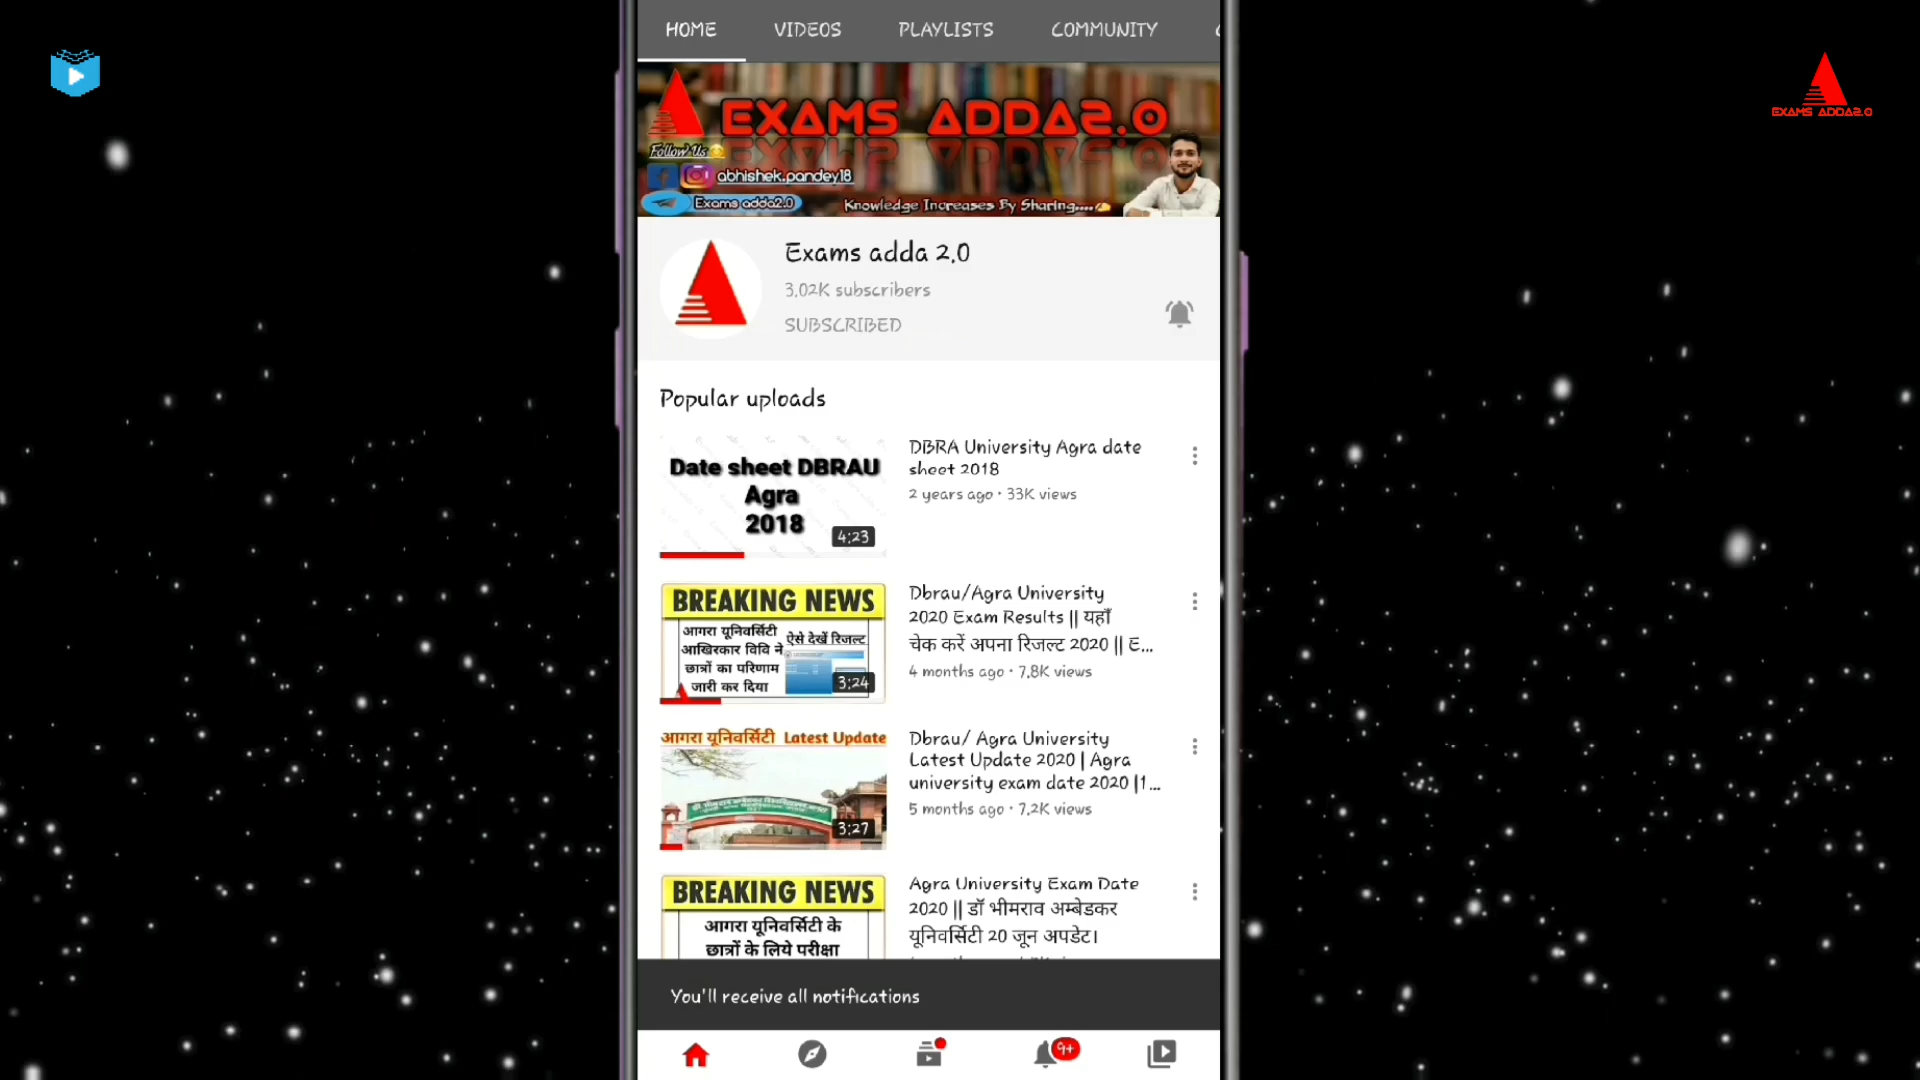 HOME VIDEOS PLAYLISTS COMMUNITY
EXAMS ADDA2.0
EXAMS ADDA2.0
Follow Us
abhishek.pandey18
Exams adda2.0
Knowledge Increases By Sharing....
Exams adda 2.0
3.02K subscribers
SUBSCRIBED
Popular uploads
Date sheet DBRAU
Agra
2018
4:23
DBRA University Agra date
sheet 2018
2 years ago · 33K views
BREAKING NEWS
आगरा यूनिवर्सिटी
आखिरकार विवि ने
छात्रों का परिणाम
जारी कर दिया
ऐसे देखें रिजल्ट
3:24
Dbrau/Agra University
2020 Exam Results || यहाँ
चेक करें अपना रिजल्ट 2020 || E...
4 months ago · 7.8K views
आगरा यूनिवर्सिटी Latest Update
3:27
Dbrau/ Agra University
Latest Update 2020 | Agra
university exam date 2020 |1...
5 months ago · 7.2K views
BREAKING NEWS
आगरा यूनिवर्सिटी के
छात्रों के लिये परीक्षा
Agra University Exam Date
2020 || डॉ भीमराव अम्बेडकर
यूनिवर्सिटी 20 जून अपडेट।
You'll receive all notifications
9+